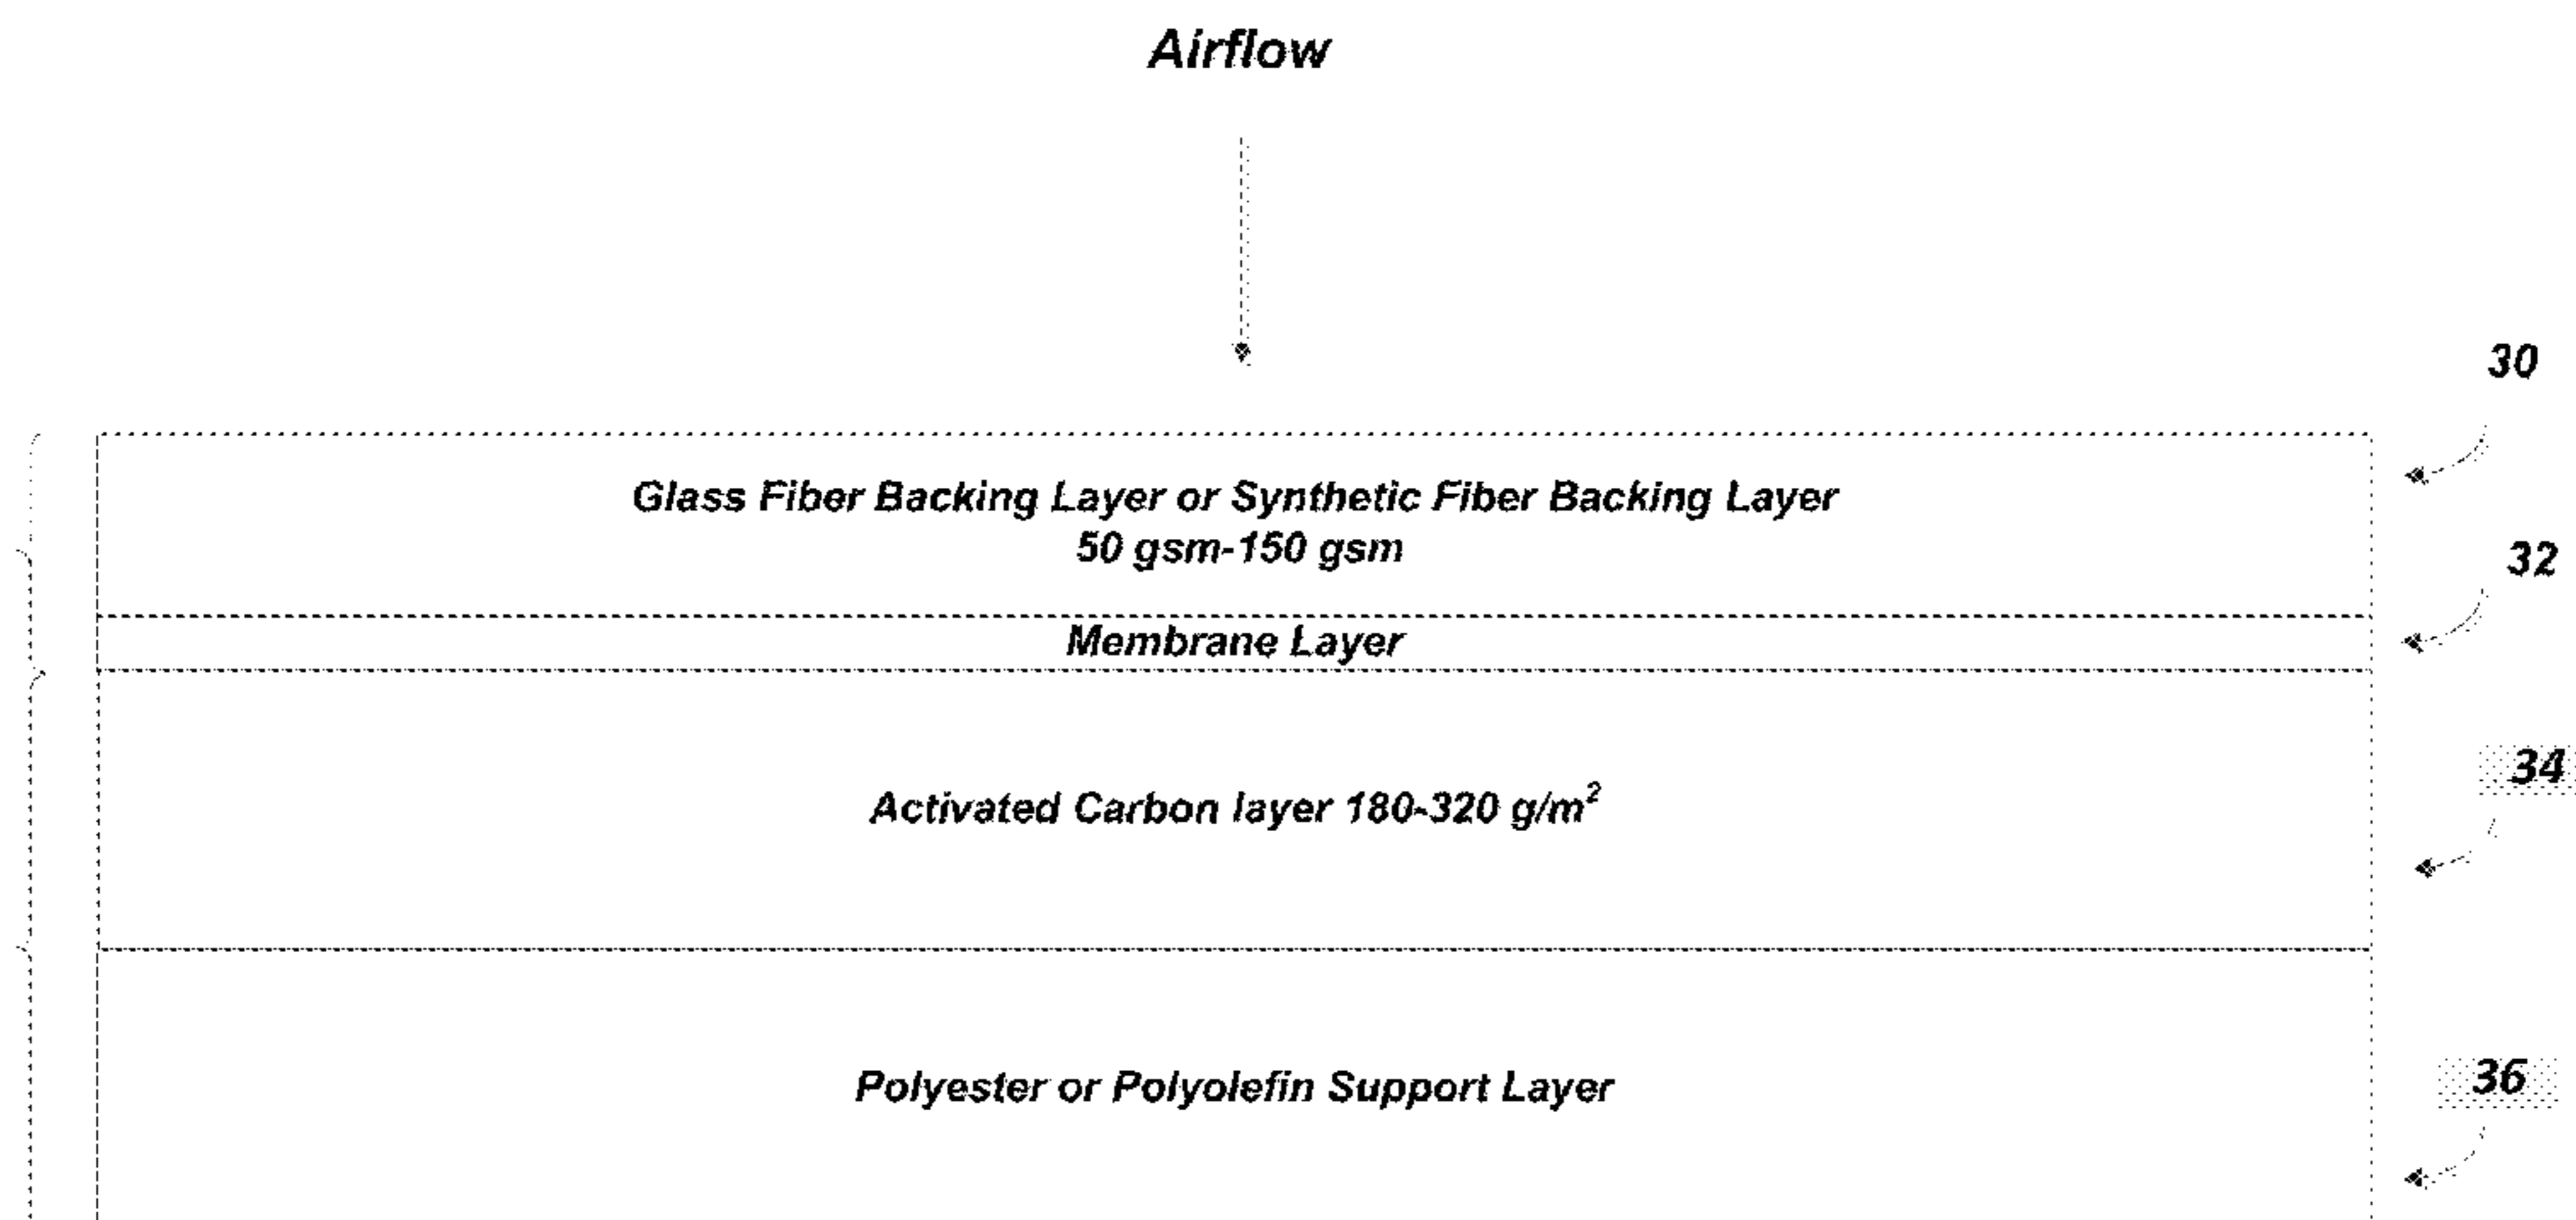 Airflow
30
Glass Fiber Backing Layer or Synthetic Fiber Backing Layer
50 gsm-150 gsm
32
Membrane Layer
34
Activated Carbon layer 180-320 g/m²
36
Polyester or Polyolefin Support Layer